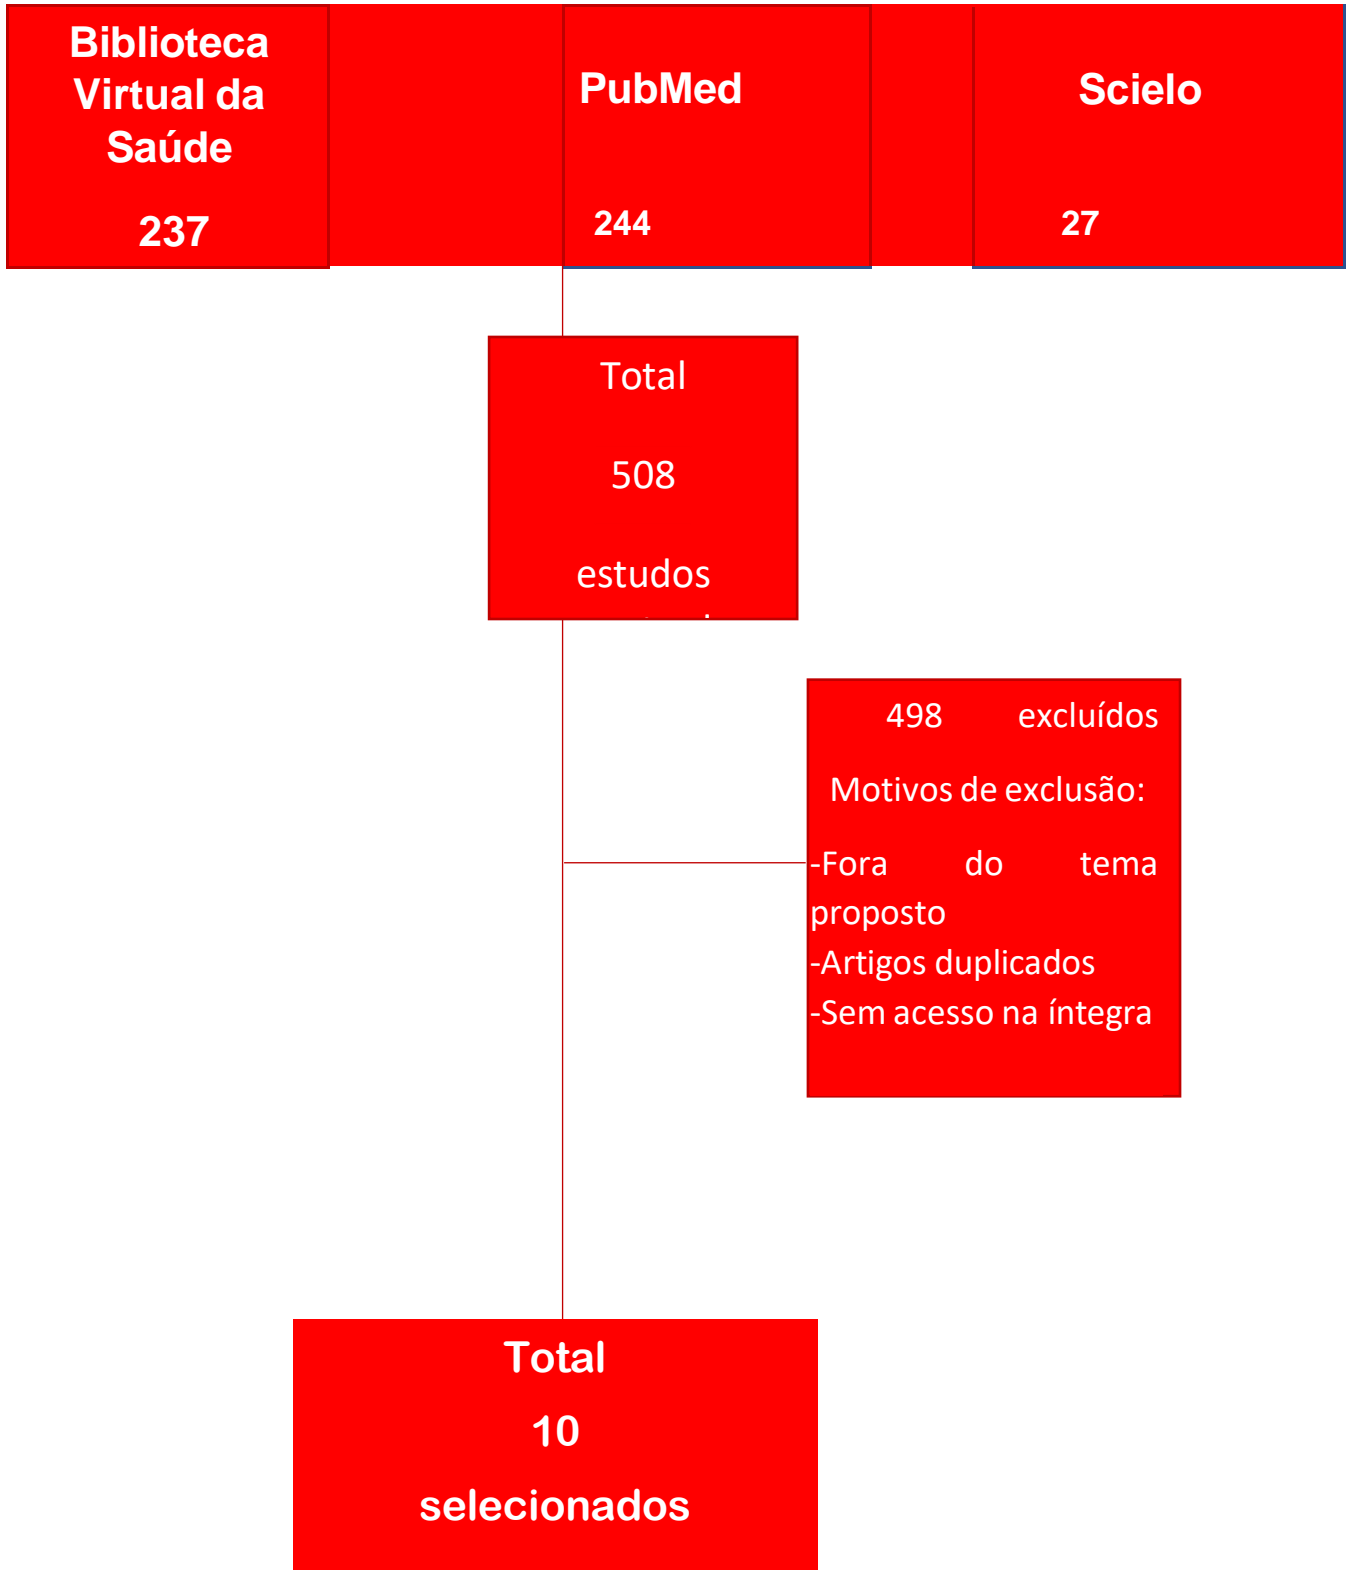 Biblioteca
Virtual da
Saúde
237
PubMed
244
Scielo
27
Total
508
estudos
498 excluídos
Motivos de exclusão:
-Fora do tema
proposto
-Artigos duplicados
-Sem acesso na íntegra
Total
10
selecionados